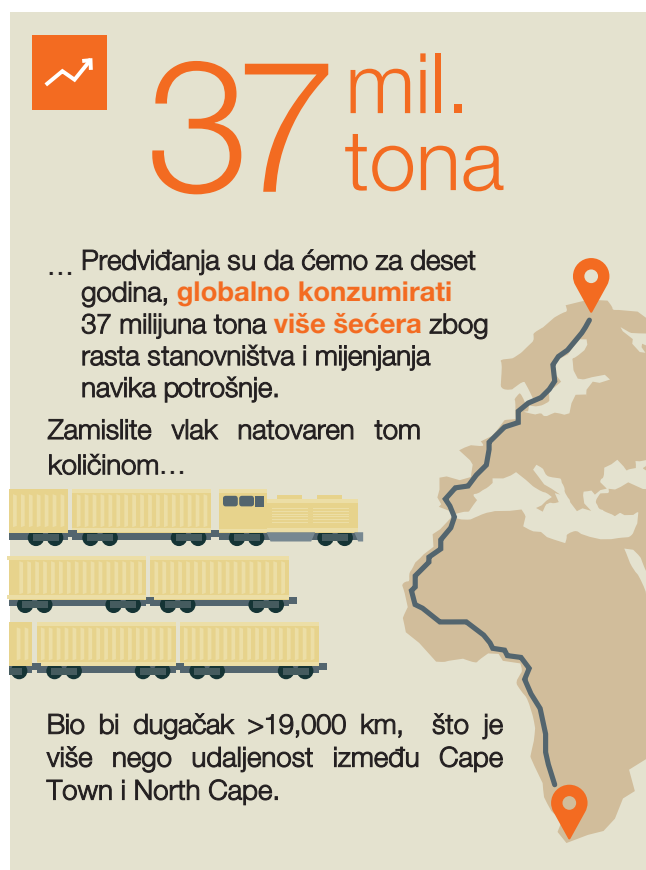 37 mil.
tona
… Predviđanja su da ćemo za deset
godina, globalno konzumirati
37 milijuna tona više šećera zbog
rasta stanovništva i mijenjanja
navika potrošnje.
Zamislite vlak natovaren tom
količinom…
Bio bi dugačak >19,000 km, što je
više nego udaljenost između Cape
Town i North Cape.